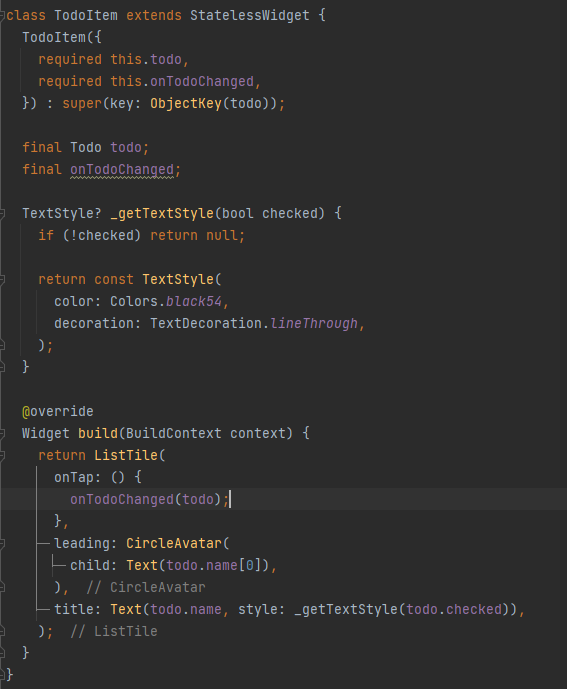 class TodoItem extends StatelessWidget {
  TodoItem({
    required this.todo,
    required this.onTodoChanged,
  }) : super(key: ObjectKey(todo));

  final Todo todo;
  final onTodoChanged;

  TextStyle? _getTextStyle(bool checked) {
    if (!checked) return null;

    return const TextStyle(
      color: Colors.black54,
      decoration: TextDecoration.lineThrough,
    );
  }

  @override
  Widget build(BuildContext context) {
    return ListTile(
      onTap: () {
        onTodoChanged(todo);
      },
      leading: CircleAvatar(
        child: Text(todo.name[0]),
      ),  // CircleAvatar
      title: Text(todo.name, style: _getTextStyle(todo.checked)),
    );  // ListTile
  }
}